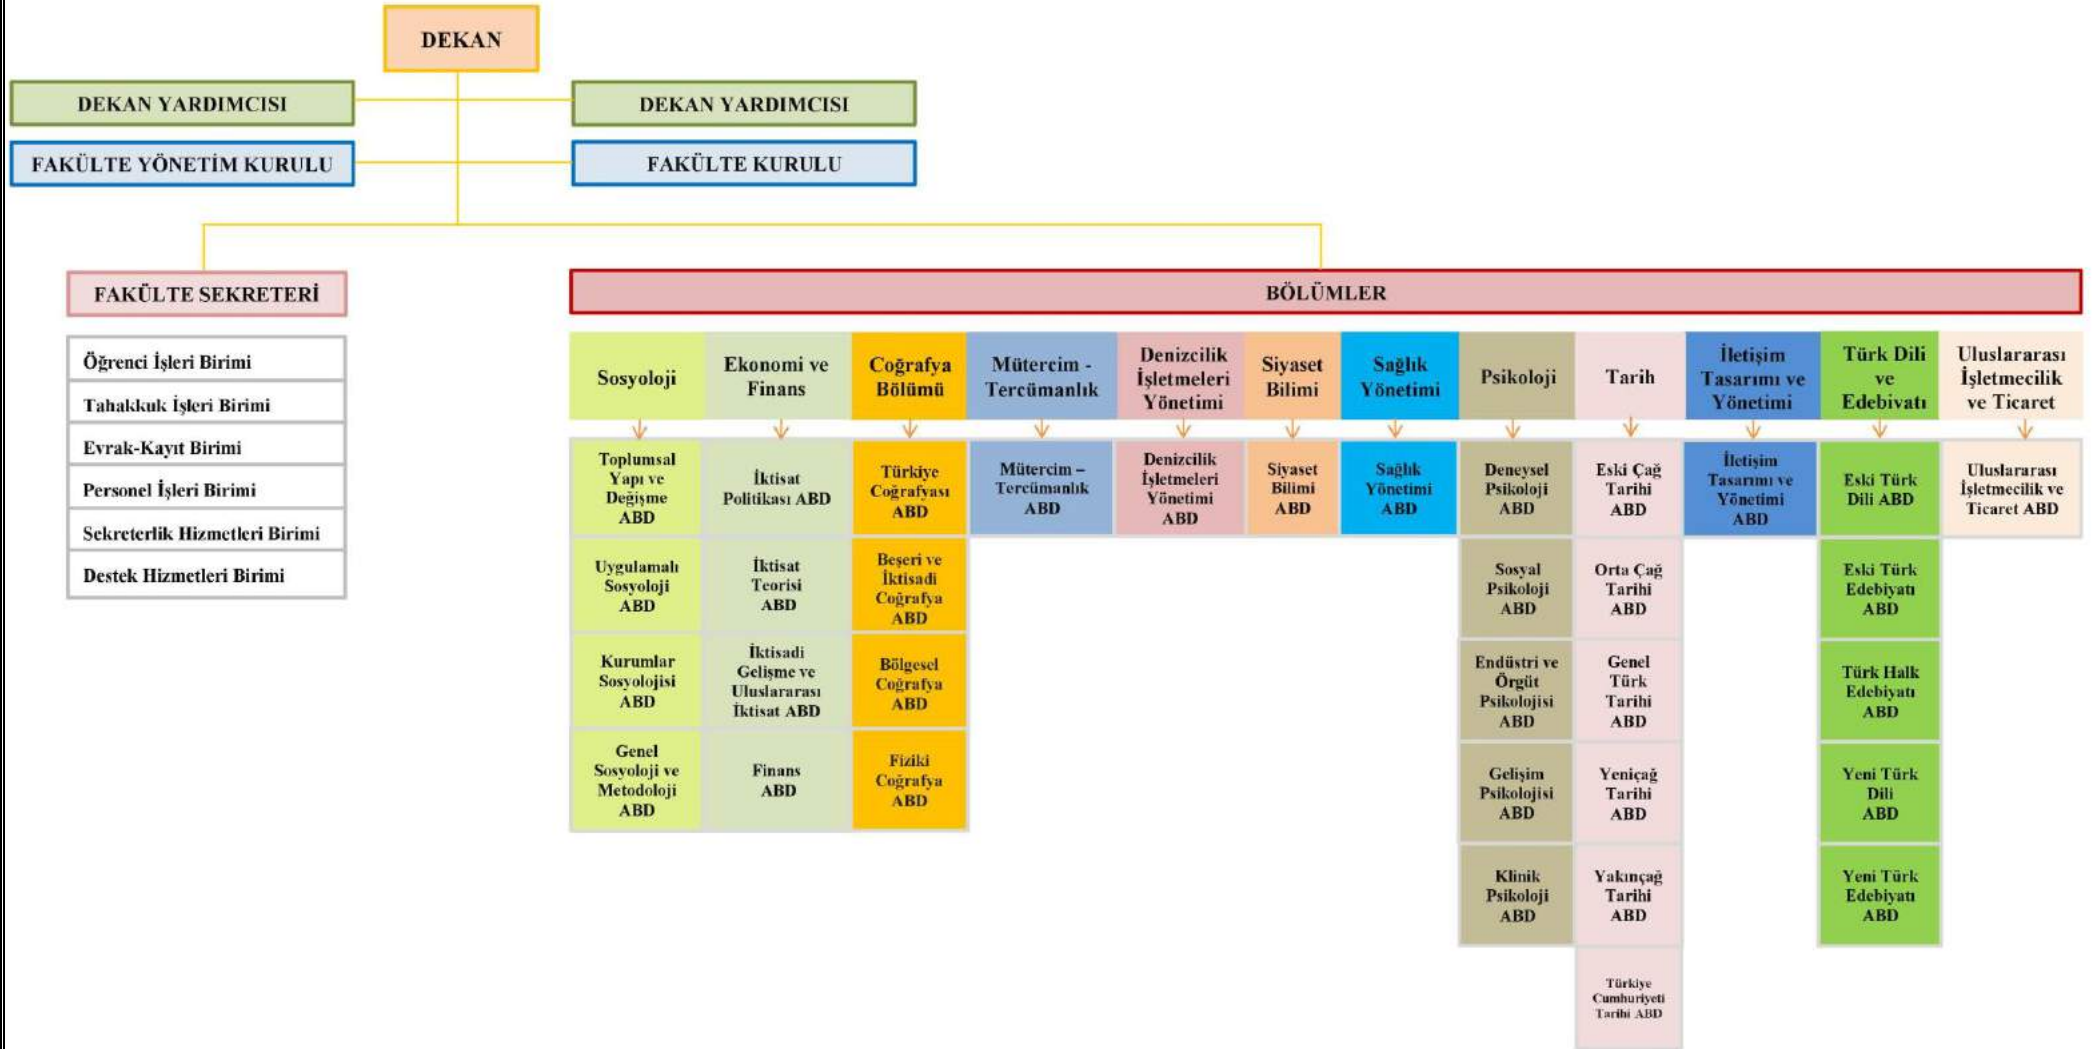 DEKAN
DEKAN YARDIMCISI
DEKAN YARDIMCISI
FAKÜLTE YÖNETİM KURULU
FAKÜLTE KURULU
FAKÜLTE SEKRETERİ
Öğrenci İşleri Birimi
Tahakkuk İşleri Birimi
Evrak-Kayıt Birimi
Personel İşleri Birimi
Sekreterlik Hizmetleri Birimi
Destek Hizmetleri Birimi
BÖLÜMLER
Sosyoloji
Ekonomi ve
Finans
Coğrafya
Bölümü
Mütercim -
Tercümanlık
Denizcilik
İşletmeleri
Yönetimi
Siyaset
Bilimi
Sağlık
Yönetimi
Psikoloji
Tarih
İletişim
Tasarımı ve
Yönetimi
Türk Dili
ve
Edebiyatı
Uluslararası
İşletmecilik
ve Ticaret
Toplumsal
Yapı ve
Değişme
ABD
İktisat
Politikası ABD
Türkiye
Coğrafyası
ABD
Mütercim –
Tercümanlık
ABD
Denizcilik
İşletmeleri
Yönetimi
ABD
Siyaset
Bilimi
ABD
Sağlık
Yönetimi
ABD
Deneysel
Psikoloji
ABD
Eski Çağ
Tarihi
ABD
İletişim
Tasarımı ve
Yönetimi
ABD
Eski Türk
Dili ABD
Uluslararası
İşletmecilik ve
Ticaret ABD
Uygulamalı
Sosyoloji
ABD
İktisat
Teorisi
ABD
Beşeri ve
İktisadi
Coğrafya
ABD
Sosyal
Psikoloji
ABD
Orta Çağ
Tarihi
ABD
Eski Türk
Edebiyatı
ABD
Kurumlar
Sosyolojisi
ABD
İktisadi
Gelişme ve
Uluslararası
İktisat ABD
Bölgesel
Coğrafya
ABD
Endüstri ve
Örgüt
Psikolojisi
ABD
Genel
Türk
Tarihi
ABD
Türk Halk
Edebiyatı
ABD
Genel
Sosyoloji ve
Metodoloji
ABD
Finans
ABD
Fiziki
Coğrafya
ABD
Gelişim
Psikolojisi
ABD
Yeniçağ
Tarihi
ABD
Yeni Türk
Dili
ABD
Klinik
Psikoloji
ABD
Yakınçağ
Tarihi
ABD
Yeni Türk
Edebiyatı
ABD
Türkiye
Cumhuriyeti
Tarihi ABD